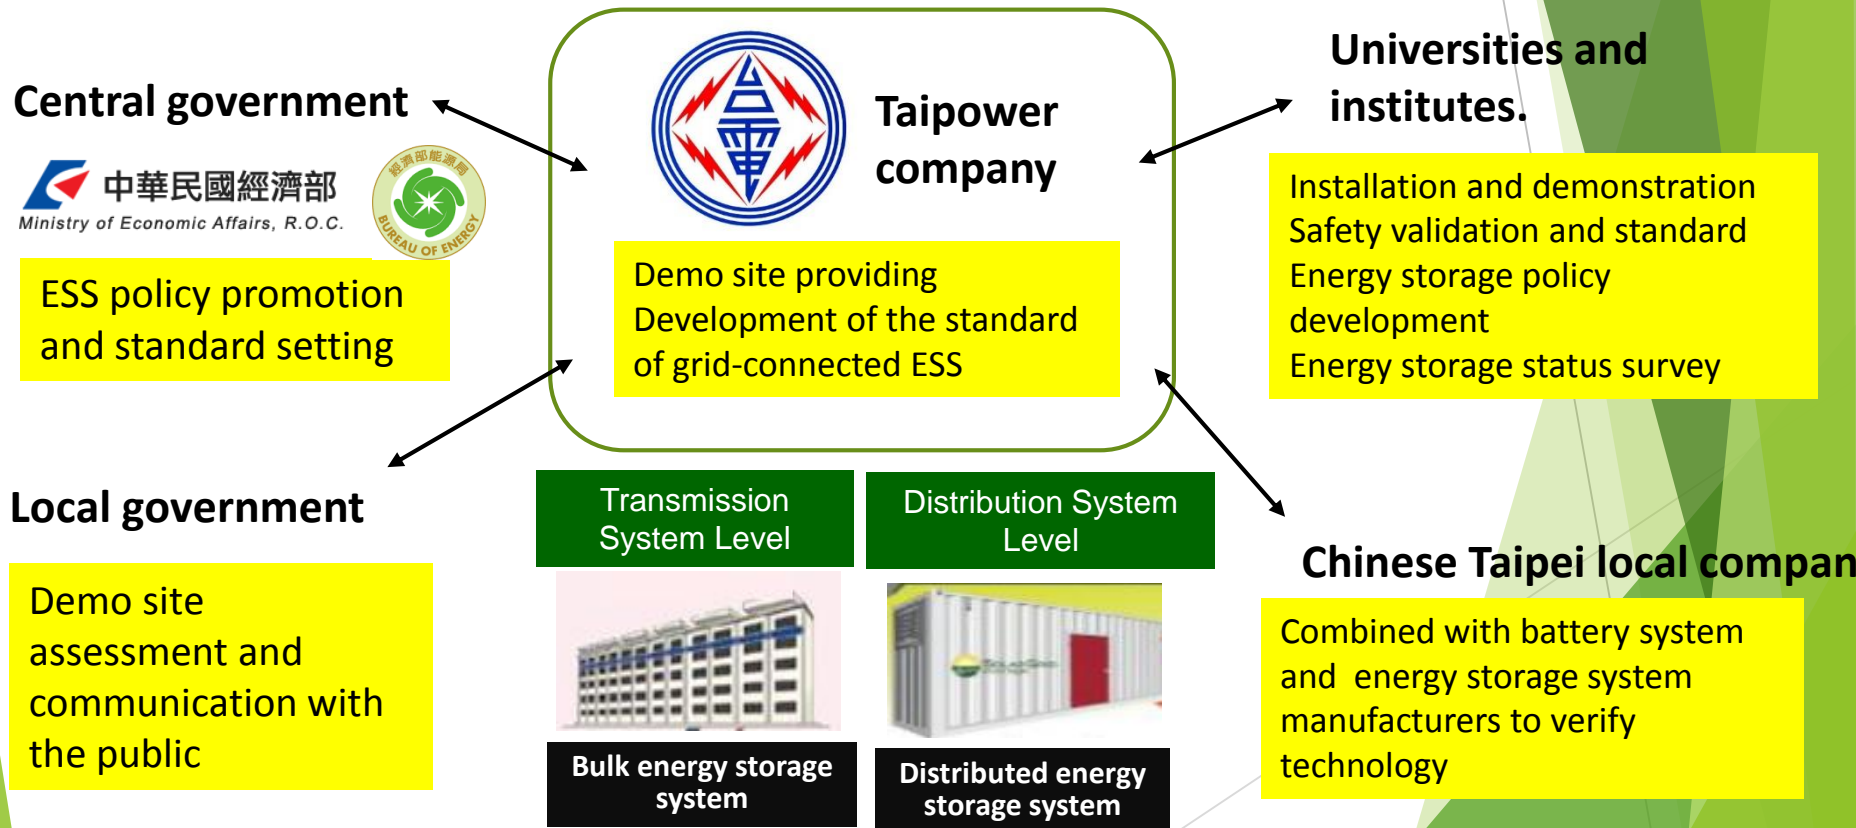 Central government
中華民國經濟部
Ministry of Economic Affairs, R.O.C.
經濟部能源局
BUREAU OF ENERGY
ESS policy promotion
and standard setting
Local government
Demo site
assessment and
communication with
the public
台電
Taipower
company
Demo site providing
Development of the standard
of grid-connected ESS
Transmission
System Level
Bulk energy storage
system
Distribution System
Level
Distributed energy
storage system
Universities and
institutes.
Installation and demonstration
Safety validation and standard
Energy storage policy
development
Energy storage status survey
Chinese Taipei local compan
Combined with battery system
and energy storage system
manufacturers to verify
technology